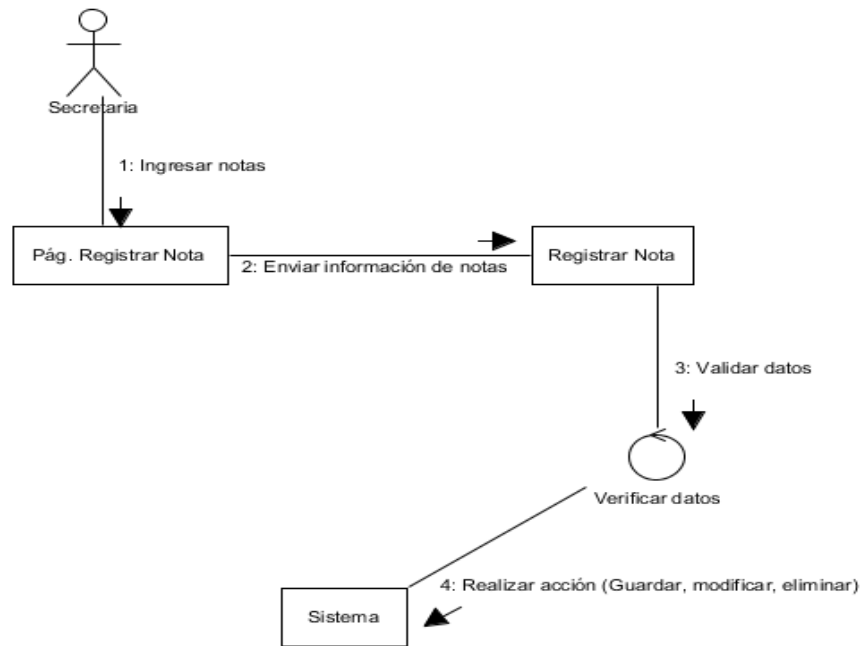 Secretaria
1: Ingresar notas
Pág. Registrar Nota
2: Enviar información de notas
Registrar Nota
3: Validar datos
Verificar datos
4: Realizar acción (Guardar, modificar, eliminar)
Sistema